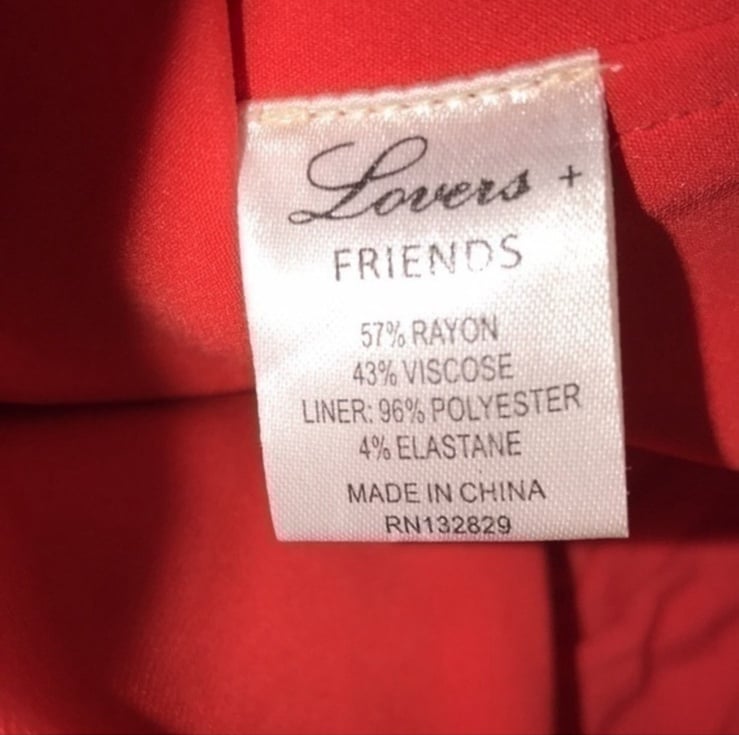 Lovers +
FRIENDS
57% RAYON
43% VISCOSE
LINER: 96% POLYESTER
4% ELASTANE
MADE IN CHINA
RN132829